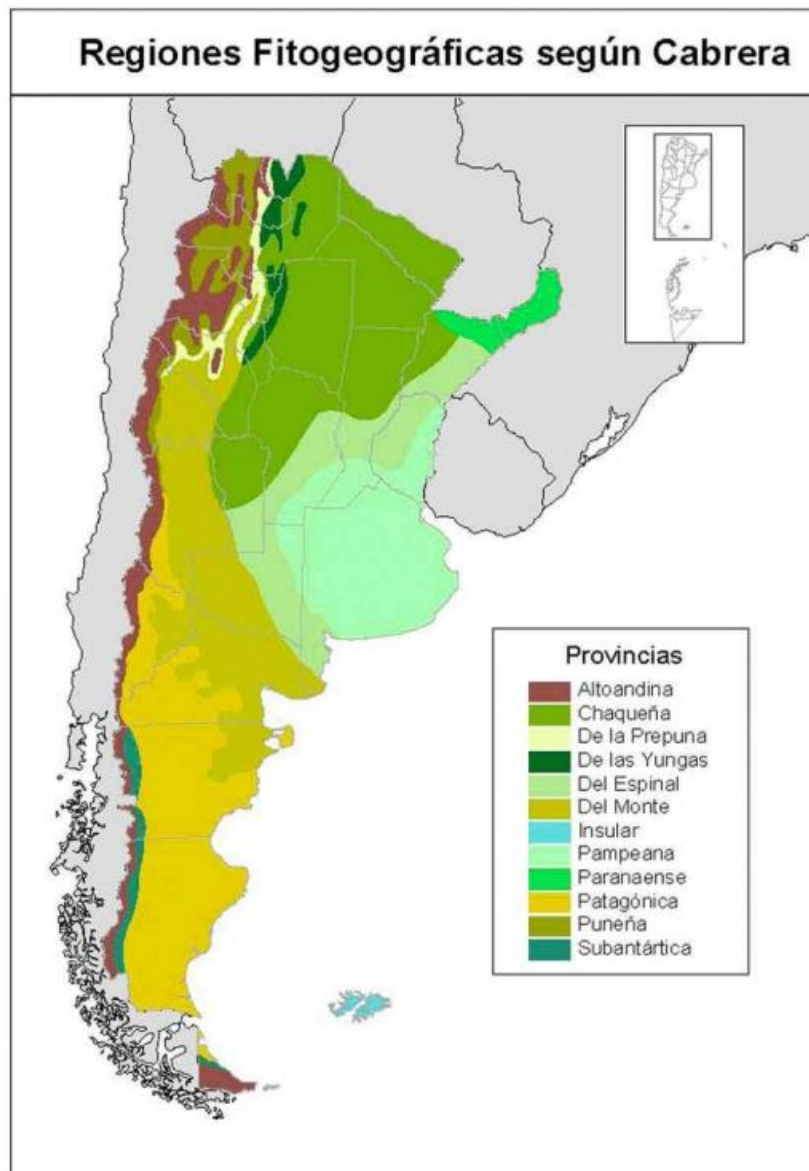 Regiones Fitogeográficas según Cabrera
Provincias
Altoandina
Chaqueña
De la Prepuna
De las Yungas
Del Espinal
Del Monte
Insular
Pampeana
Paranaense
Patagónica
Puneña
Subantártica